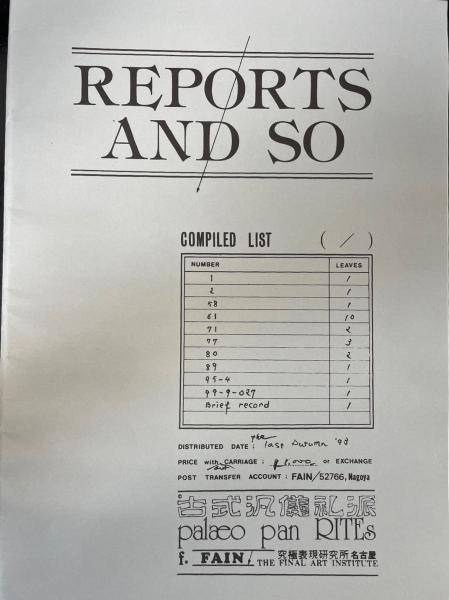 REPORTS
AND SO
COMPILED LIST ( / )
NUMBER LEAVES
1 1
2 1
58 1
61 10
71 2
77 3
80 2
89 1
95-4 1
99-9-027 1
Brief record 1
DISTRIBUTED DATE : the last Autumn '98
PRICE with CARRIAGE : or EXCHANGE
POST TRANSFER ACCOUNT : FAIN/52766, Nagoya
古式汎儀礼派
palæo pan RITEs
f. FAIN/ 究極表現研究所 名古屋
THE FINAL ART INSTITUTE